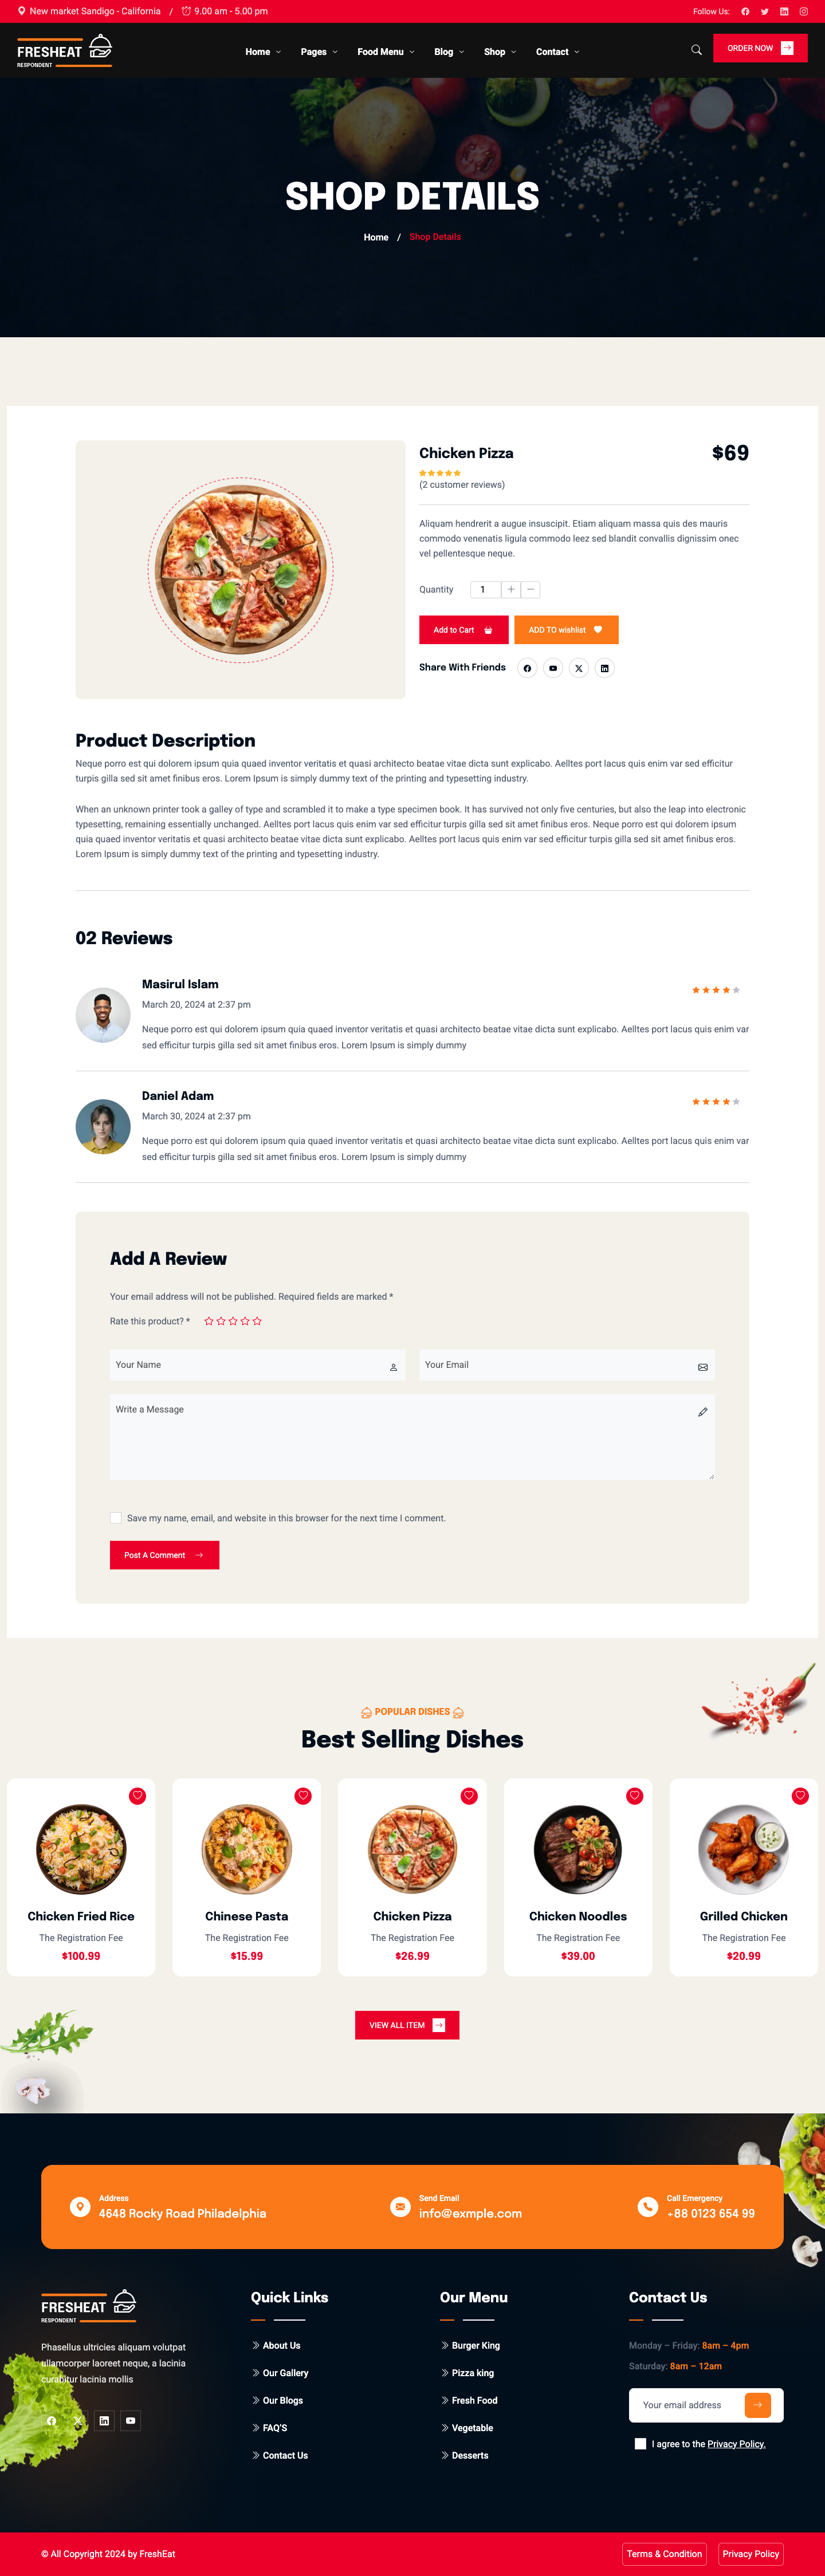 New market Sandigo - California / 9.00 am - 5.00 pm
Follow Us:
FRESHEAT
RESPONDENT
Home
Pages
Food Menu
Blog
Shop
Contact
ORDER NOW
SHOP DETAILS
Home / Shop Details
Chicken Pizza
$69
(2 customer reviews)
Aliquam hendrerit a augue insuscipit. Etiam aliquam massa quis des mauris
commodo venenatis ligula commodo leez sed blandit convallis dignissim onec
vel pellentesque neque.
Quantity
1
Add to Cart
ADD TO wishlist
Share With Friends
Product Description
Neque porro est qui dolorem ipsum quia quaed inventor veritatis et quasi architecto beatae vitae dicta sunt explicabo. Aelltes port lacus quis enim var sed efficitur
turpis gilla sed sit amet finibus eros. Lorem Ipsum is simply dummy text of the printing and typesetting industry.
When an unknown printer took a galley of type and scrambled it to make a type specimen book. It has survived not only five centuries, but also the leap into electronic
typesetting, remaining essentially unchanged. Aelltes port lacus quis enim var sed efficitur turpis gilla sed sit amet finibus eros. Neque porro est qui dolorem ipsum
quia quaed inventor veritatis et quasi architecto beatae vitae dicta sunt explicabo. Aelltes port lacus quis enim var sed efficitur turpis gilla sed sit amet finibus eros.
Lorem Ipsum is simply dummy text of the printing and typesetting industry.
02 Reviews
Masirul Islam
March 20, 2024 at 2:37 pm
Neque porro est qui dolorem ipsum quia quaed inventor veritatis et quasi architecto beatae vitae dicta sunt explicabo. Aelltes port lacus quis enim var
sed efficitur turpis gilla sed sit amet finibus eros. Lorem Ipsum is simply dummy
Daniel Adam
March 30, 2024 at 2:37 pm
Neque porro est qui dolorem ipsum quia quaed inventor veritatis et quasi architecto beatae vitae dicta sunt explicabo. Aelltes port lacus quis enim var
sed efficitur turpis gilla sed sit amet finibus eros. Lorem Ipsum is simply dummy
Add A Review
Your email address will not be published. Required fields are marked *
Rate this product? *
Your Name
Your Email
Write a Message
Save my name, email, and website in this browser for the next time I comment.
Post A Comment
POPULAR DISHES
Best Selling Dishes
Chicken Fried Rice
The Registration Fee
$100.99
Chinese Pasta
The Registration Fee
$15.99
Chicken Pizza
The Registration Fee
$26.99
Chicken Noodles
The Registration Fee
$39.00
Grilled Chicken
The Registration Fee
$20.99
VIEW ALL ITEM
Address
4648 Rocky Road Philadelphia
Send Email
info@exmple.com
Call Emergency
+88 0123 654 99
FRESHEAT
RESPONDENT
Phasellus ultricies aliquam volutpat
ullamcorper laoreet neque, a lacinia
curabitur lacinia mollis
Quick Links
About Us
Our Gallery
Our Blogs
FAQ'S
Contact Us
Our Menu
Burger King
Pizza king
Fresh Food
Vegetable
Desserts
Contact Us
Monday – Friday: 8am – 4pm
Saturday: 8am – 12am
Your email address
I agree to the Privacy Policy.
© All Copyright 2024 by FreshEat
Terms & Condition
Privacy Policy